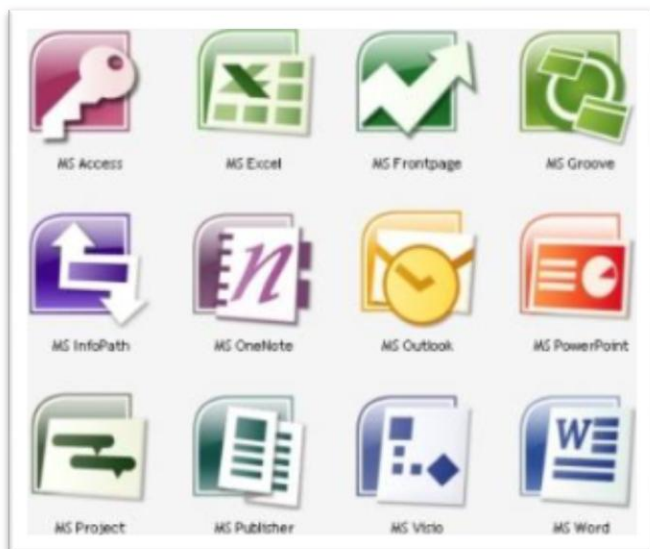 MS Access MS Excel MS Frontpage MS Groove
n
MS InfoPath MS OneNote MS Outlook MS PowerPoint
W
MS Project MS Publisher MS Visio MS Word